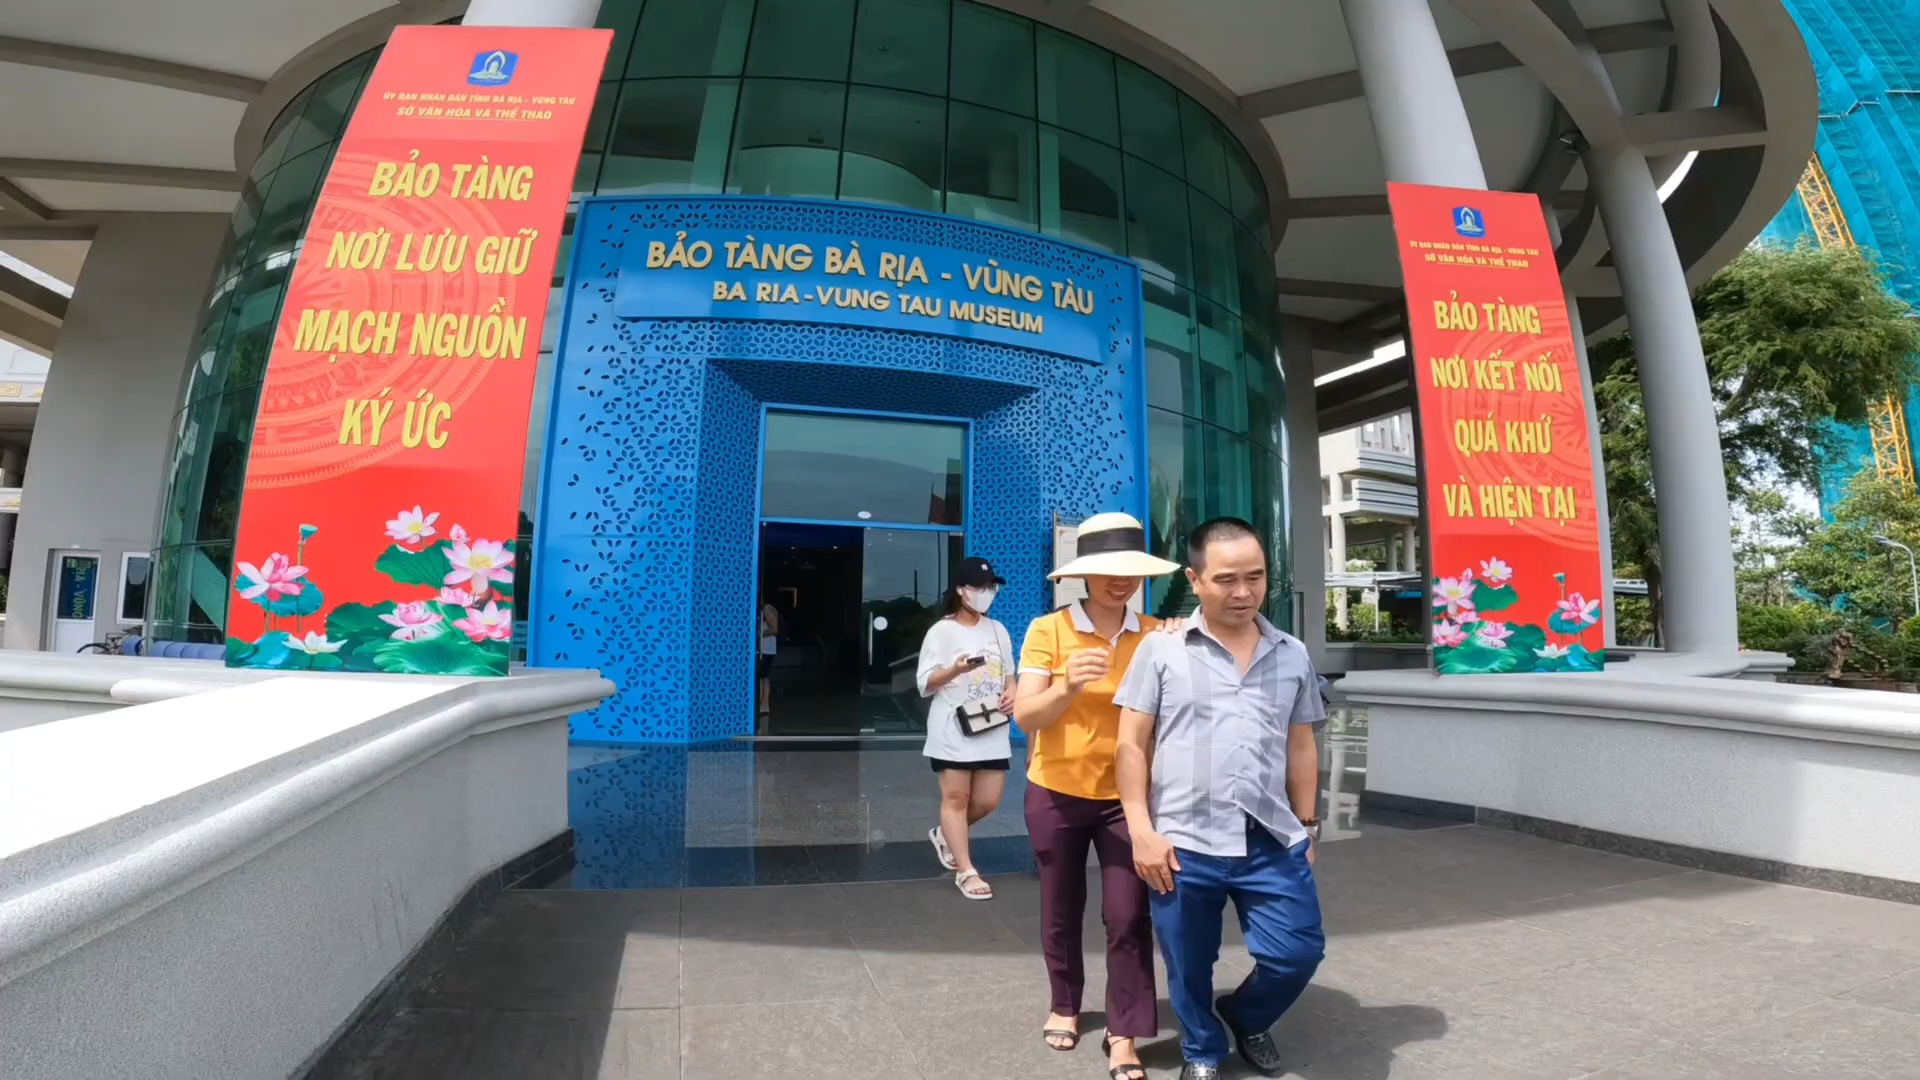 ỦY BAN NHÂN DÂN TỈNH BÀ RỊA - VŨNG TÀU
SỞ VĂN HÓA VÀ THỂ THAO
BẢO TÀNG
NƠI LƯU GIỮ
MẠCH NGUỒN
KÝ ỨC
BẢO TÀNG BÀ RỊA - VŨNG TÀU
BA RIA - VUNG TAU MUSEUM
ỦY BAN NHÂN DÂN TỈNH BÀ RỊA - VŨNG TÀU
SỞ VĂN HÓA VÀ THỂ THAO
BẢO TÀNG
NƠI KẾT NỐI
QUÁ KHỨ
VÀ HIỆN TẠI